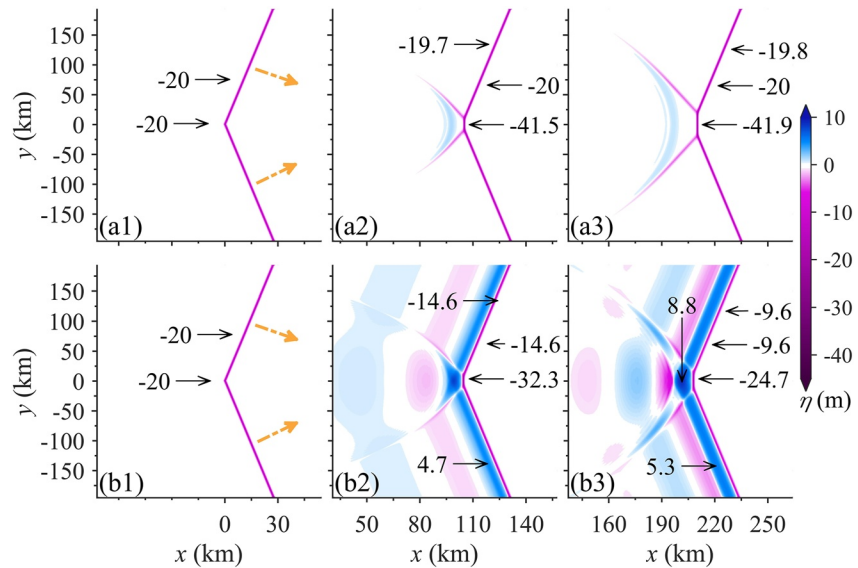 150
100
50
0
-50
-100
-150
y (km)
-20
-20
(a1)
-19.7
-20
-41.5
(a2)
-19.8
-20
-41.9
(a3)
10
0
-10
-20
-30
-40
η (m)
150
100
50
0
-50
-100
-150
y (km)
-20
-20
(b1)
0 30
x (km)
-14.6
-14.6
-32.3
4.7
(b2)
50 80 110 140
x (km)
8.8
-9.6
-9.6
-24.7
5.3
(b3)
160 190 220 250
x (km)